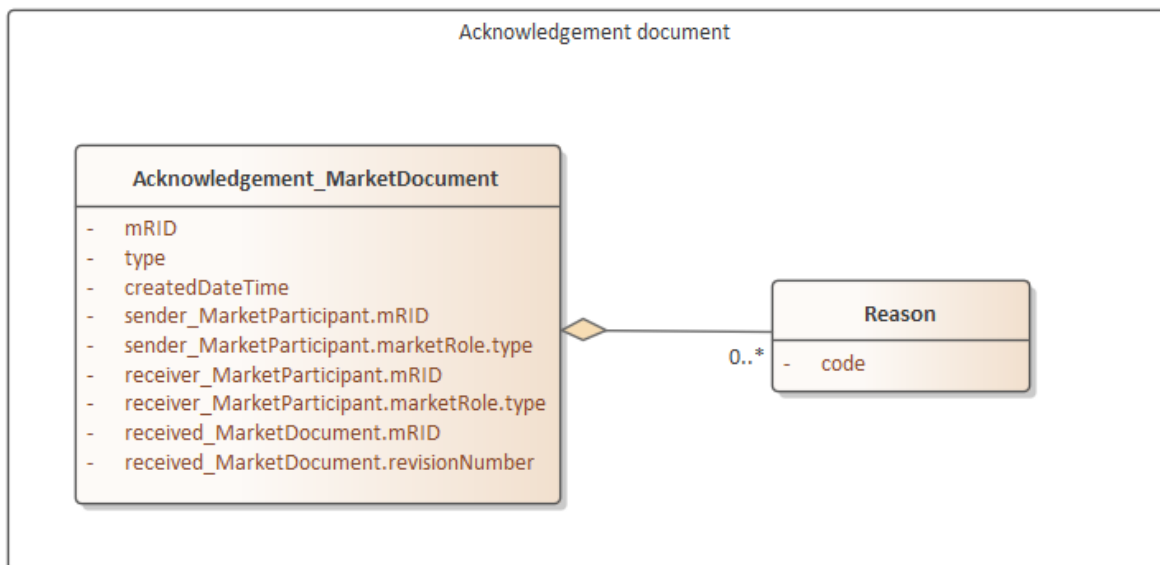 Acknowledgement document
Acknowledgement_MarketDocument
- mRID
- type
- createdDateTime
- sender_MarketParticipant.mRID
- sender_MarketParticipant.marketRole.type
- receiver_MarketParticipant.mRID
- receiver_MarketParticipant.marketRole.type
- received_MarketDocument.mRID
- received_MarketDocument.revisionNumber
0..*
Reason
- code